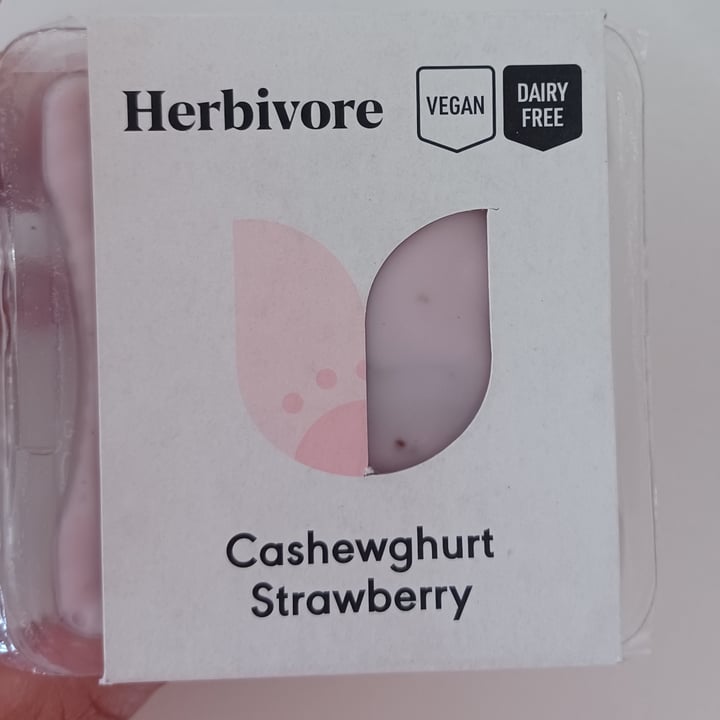 Herbivore
VEGAN
DAIRY
FREE
Cashewghurt
Strawberry